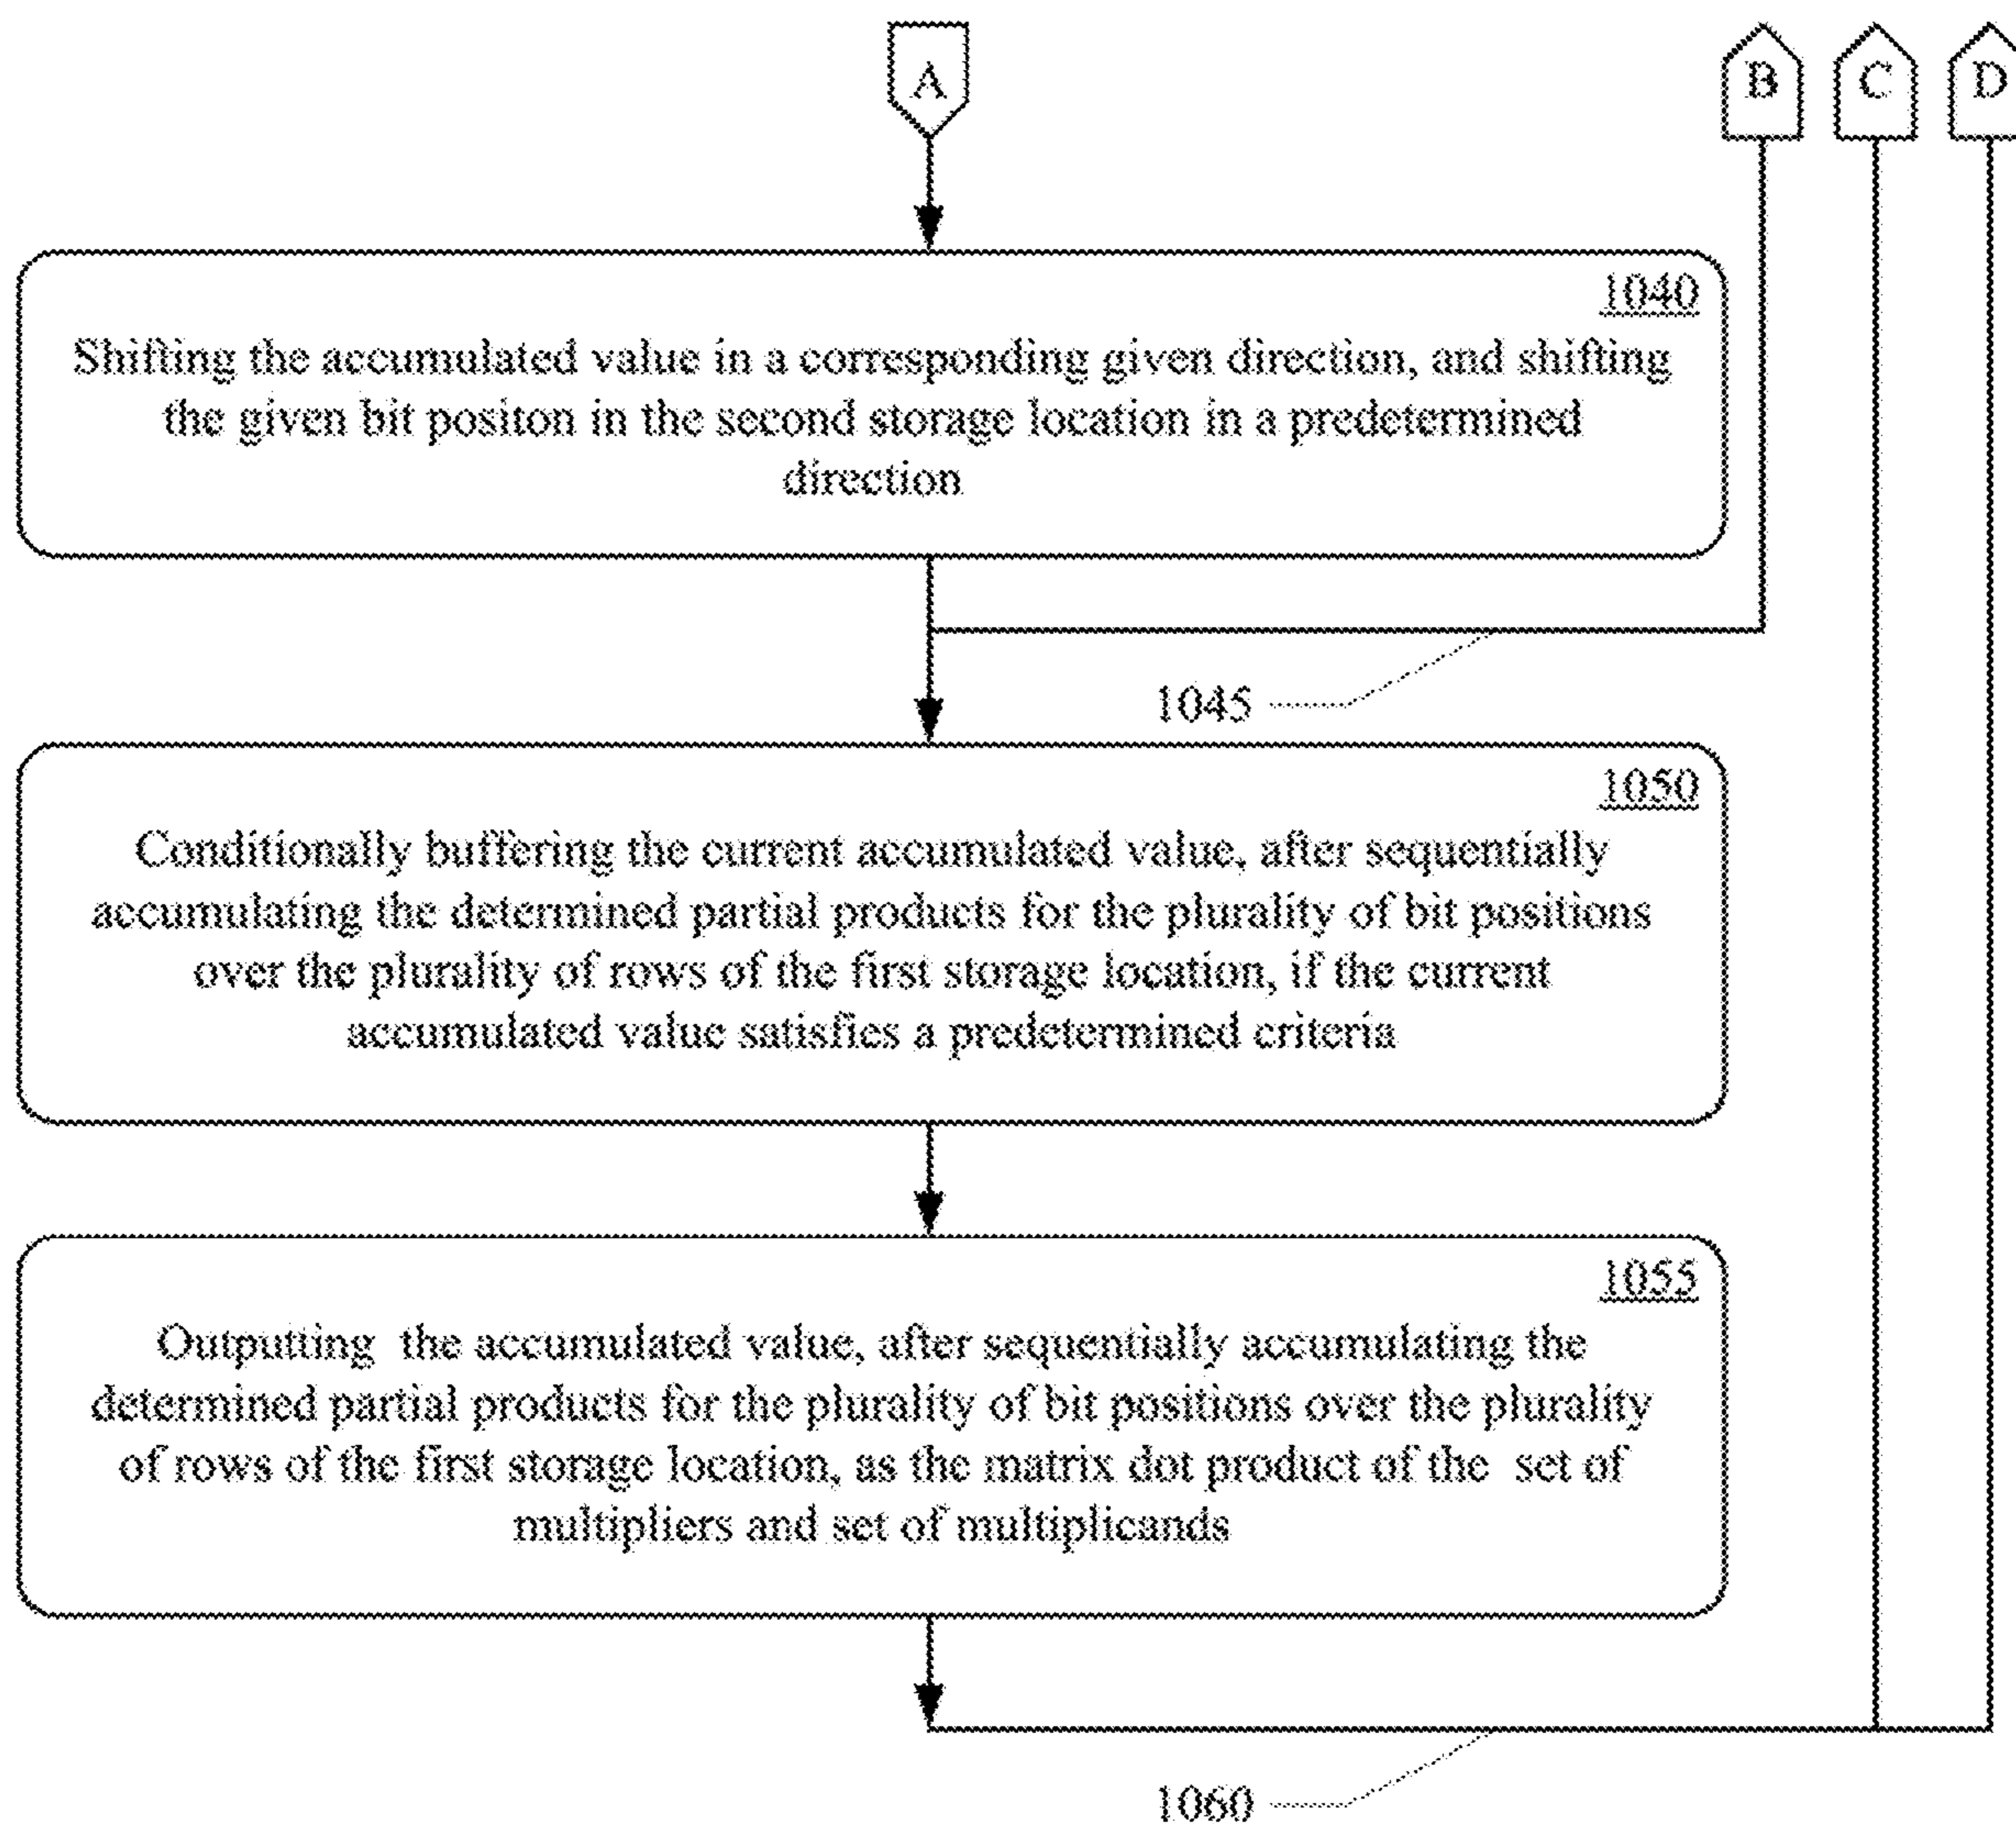 A
B
C
D
1040
Shifting the accumulated value in a corresponding given direction, and shifting
the given bit positon in the second storage location in a predetermined
direction
1045
1050
Conditionally buffering the current accumulated value, after sequentially
accumulating the determined partial products for the plurality of bit positions
over the plurality of rows of the first storage location, if the current
accumulated value satisfies a predetermined criteria
1055
Outputting the accumulated value, after sequentially accumulating the
determined partial products for the plurality of bit positions over the plurality
of rows of the first storage location, as the matrix dot product of the set of
multipliers and set of multiplicands
1060